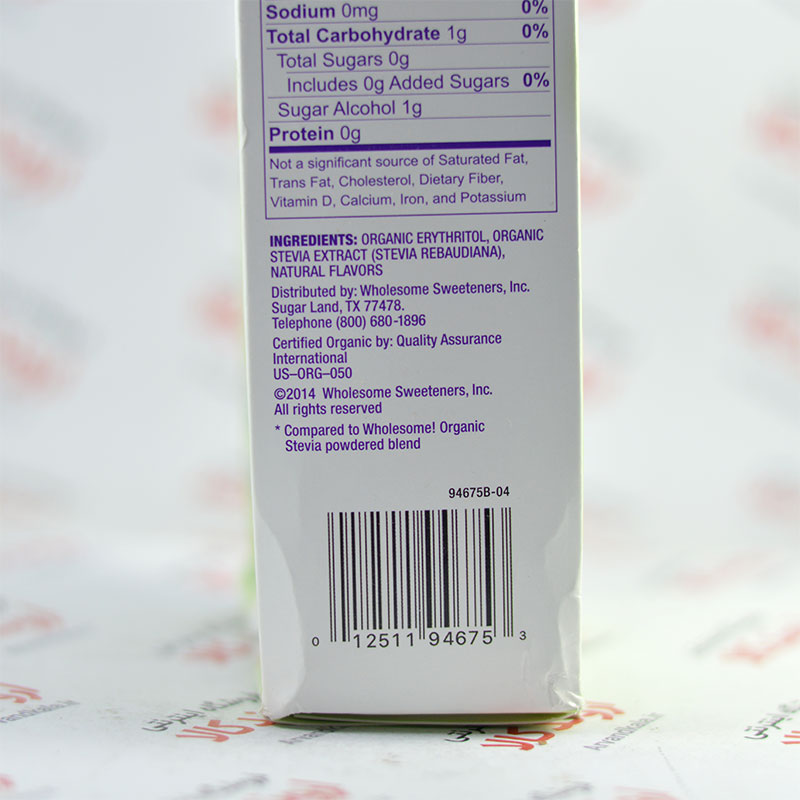 Sodium 0mg 0%
Total Carbohydrate 1g 0%
Total Sugars 0g
Includes 0g Added Sugars 0%
Sugar Alcohol 1g
Protein 0g
Not a significant source of Saturated Fat,
Trans Fat, Cholesterol, Dietary Fiber,
Vitamin D, Calcium, Iron, and Potassium
INGREDIENTS: ORGANIC ERYTHRITOL, ORGANIC
STEVIA EXTRACT (STEVIA REBAUDIANA),
NATURAL FLAVORS
Distributed by: Wholesome Sweeteners, Inc.
Sugar Land, TX 77478.
Telephone (800) 680-1896
Certified Organic by: Quality Assurance
International
US–ORG–050
©2014 Wholesome Sweeteners, Inc.
All rights reserved
* Compared to Wholesome! Organic
Stevia powdered blend
94675B-04
0 12511 94675 3